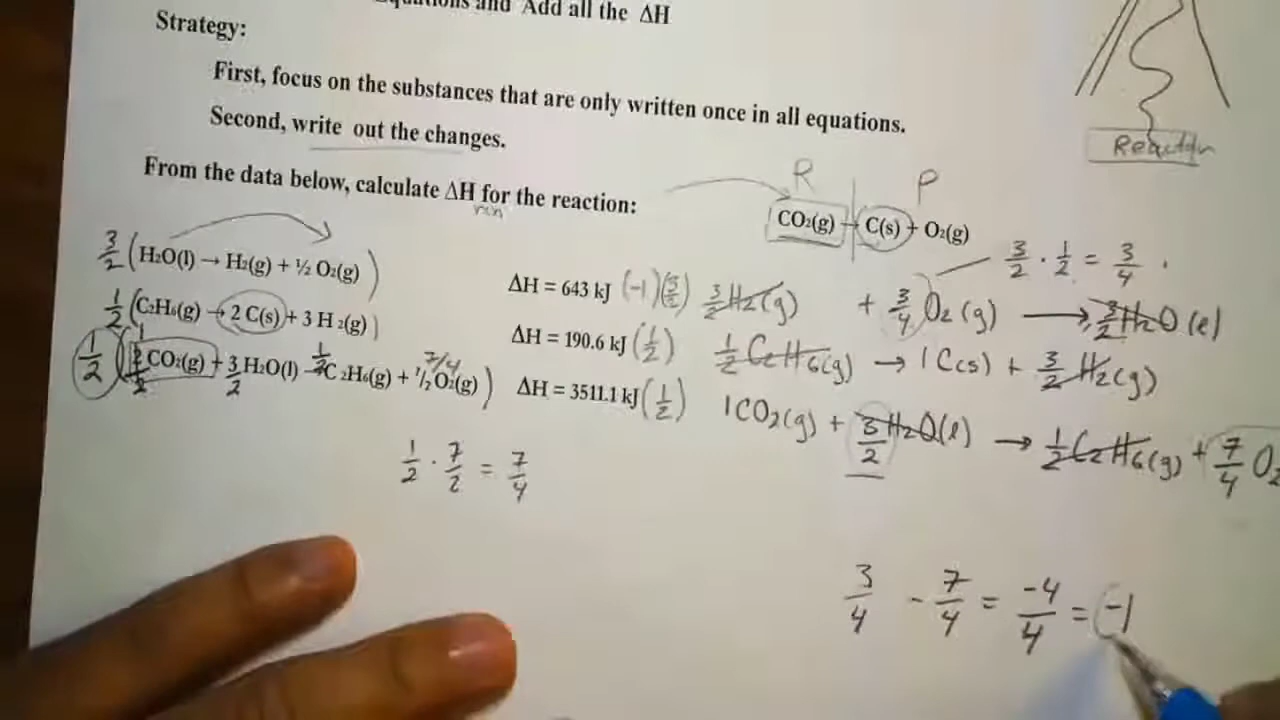 Equations and Add all the ΔH
Strategy:
First, focus on the substances that are only written once in all equations.
Second, write out the changes.
From the data below, calculate ΔH for the reaction:
rxn
R P
CO₂(g) → C(s) + O₂(g)
Reaction
3/2 (H₂O(l) → H₂(g) + ½ O₂(g))
ΔH = 643 kJ (-1)(3/2)
3/2 H₂(g) + 3/4 O₂(g) → 3/2 H₂O(l)
3/2 · 1/2 = 3/4 .
1/2 (C₂H₆(g) → 2 C(s) + 3 H₂(g))
ΔH = 190.6 kJ (1/2)
1/2 C₂H₆(g) → 1C(s) + 3/2 H₂(g)
1/2 CO₂(g) + 3/2 H₂O(l) 1/2 C₂H₆(g) + 7/4 O₂(g))
ΔH = 3511.1 kJ (1/2)
1CO₂(g) + 3/2 H₂O(l) → 1/2 C₂H₆(g) + 7/4 O₂
1/2 · 7/2 = 7/4
3/4 - 7/4 = -4/4 = -1